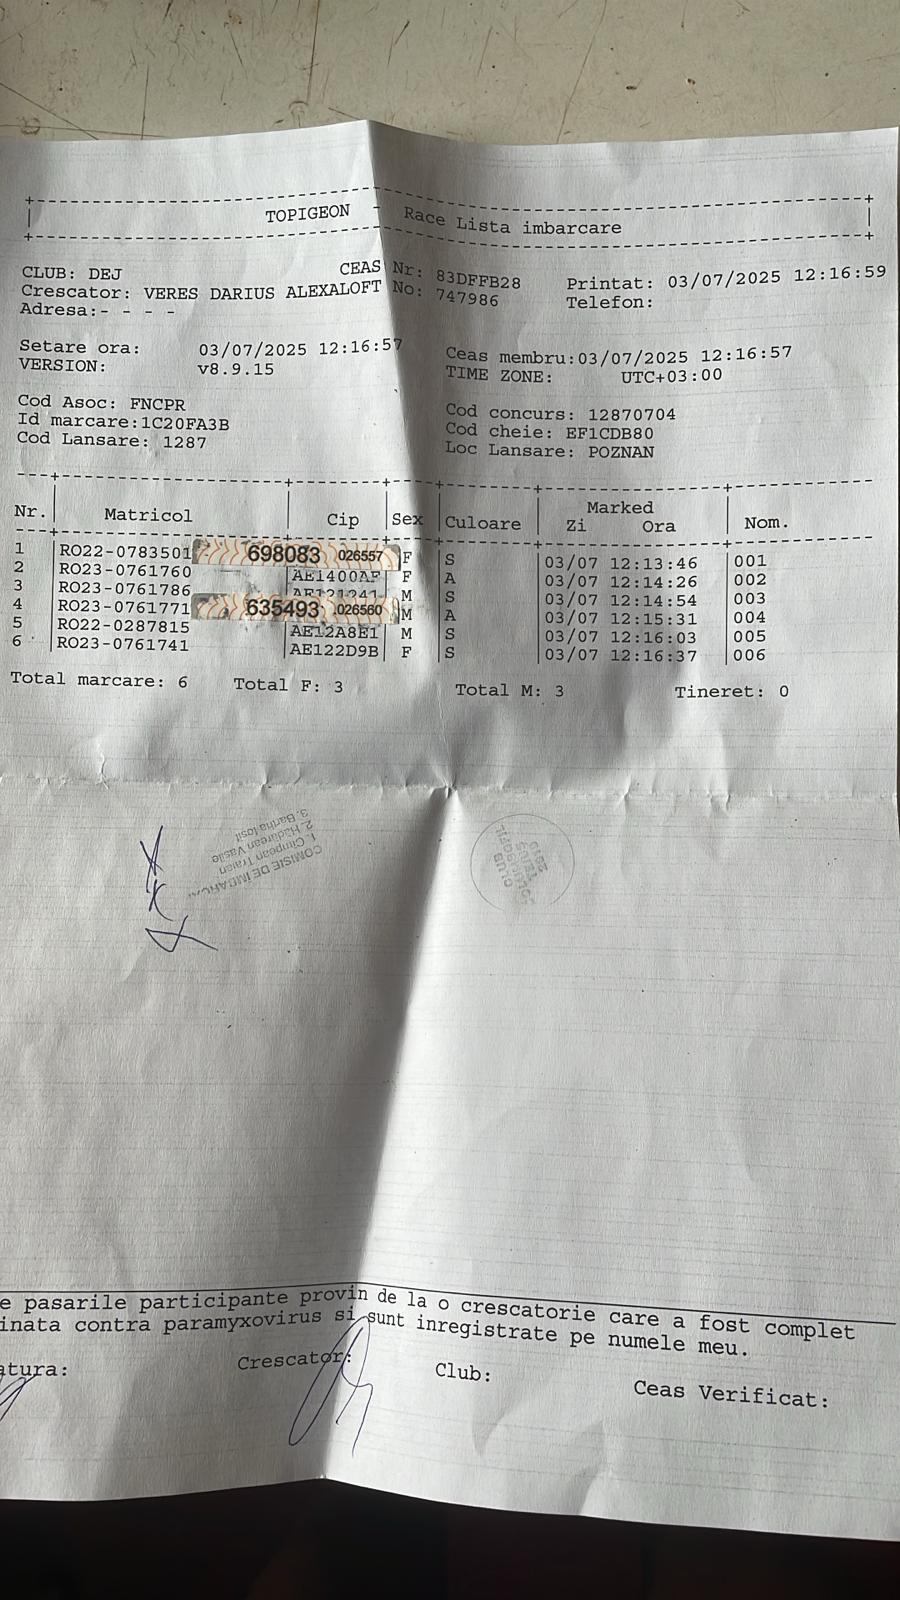 TOPIGEON - Race Lista imbarcare
CLUB: DEJ CEAS Nr: 83DFFB28 Printat: 03/07/2025 12:16:59
Crescator: VERES DARIUS ALEXALOFT No: 747986 Telefon:
Adresa:- - - -
Setare ora: 03/07/2025 12:16:57 Ceas membru:03/07/2025 12:16:57
VERSION: v8.9.15 TIME ZONE: UTC+03:00
Cod Asoc: FNCPR Cod concurs: 12870704
Id marcare:1C20FA3B Cod cheie: EF1CDB80
Cod Lansare: 1287 Loc Lansare: POZNAN
Marked
Nr. Matricol Cip Sex Culoare Zi Ora Nom.
1 RO22-0783501 698083 026557 F S 03/07 12:13:46 001
2 RO23-0761760 AE1400AF F A 03/07 12:14:26 002
3 RO23-0761786 M S 03/07 12:14:54 003
4 RO23-0761771 635493 026560 M A 03/07 12:15:31 004
5 RO22-0287815 AE12A8E1 M S 03/07 12:16:03 005
6 RO23-0761741 AE122D9B F S 03/07 12:16:37 006
Total marcare: 6 Total F: 3 Total M: 3 Tineret: 0
COMISIE DE
1. Cimpean Traian
2. Hadarean Vasile
3. Bartha Iosif
CLUB
e pasarile participante provin de la o crescatorie care a fost complet
inata contra paramyxovirus si sunt inregistrate pe numele meu.
atura: Crescator: Club: Ceas Verificat: